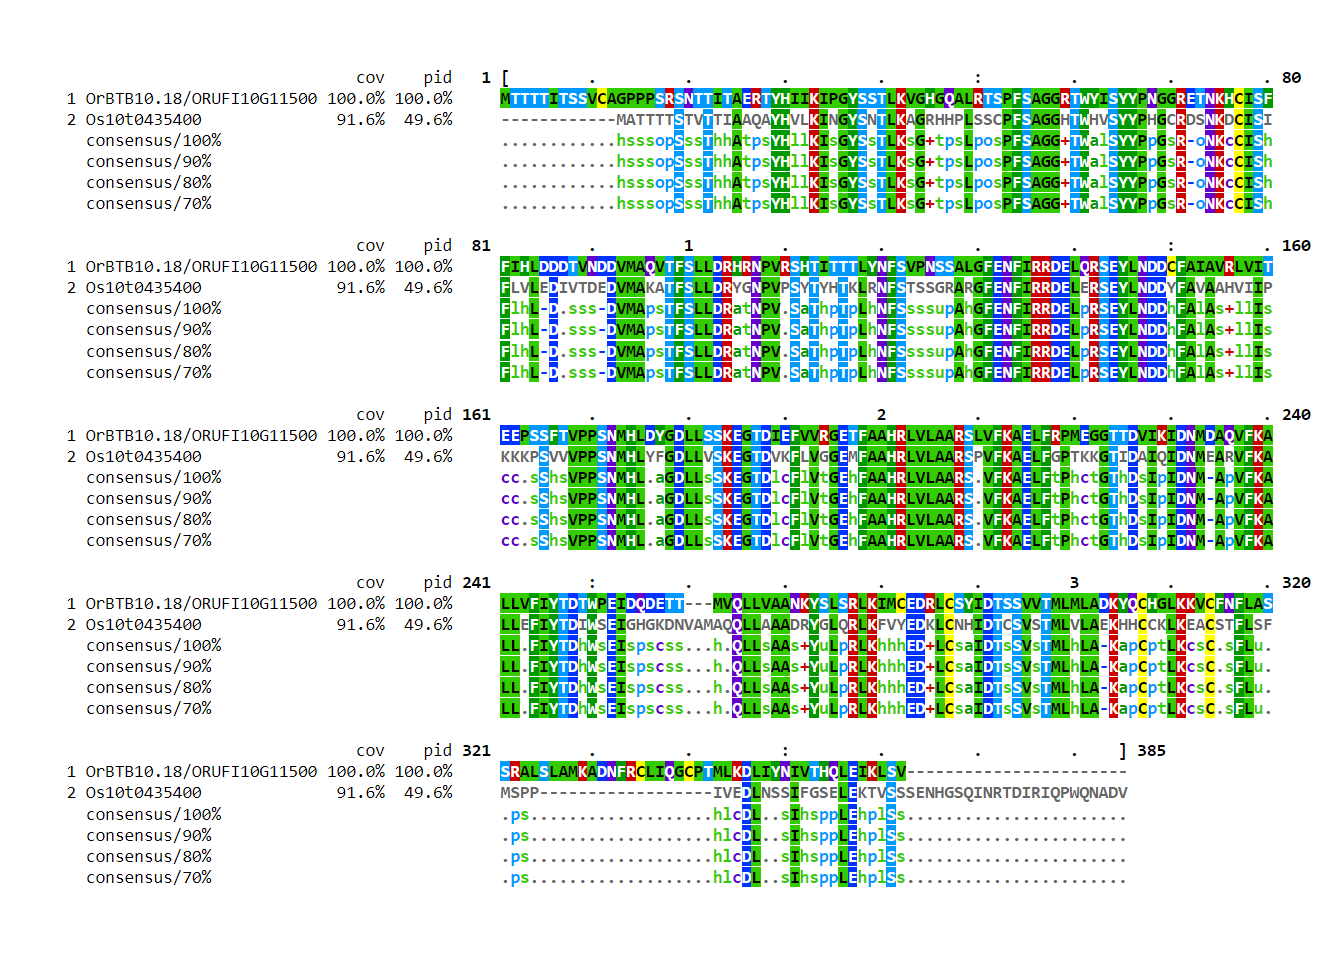 cov pid 1 [ . . . . : . . . 80
1 OrBTB10.18/ORUFI10G11500 100.0% 100.0% MTTTTITSSVCAGPPPSRSNTTITAERTYHIIKIPGYSSTLKVGHGQALRTSPFSAGGRTWYISYYPNGGRETNKHCISF
2 Os10t0435400 91.6% 49.6% ------------MATTTTSTVTTIAAQAYHVLKINGYSNTLKAGRHHPLSSCPFSAGGHTWHVSYYPHGCRDSNKDCISI
consensus/100% ............hsssopSssThhAtpsYHllKIsGYSsTLKsG+tpsLposPFSAGG+TWalSYYPpGsR-oNKcCISh
consensus/90% ............hsssopSssThhAtpsYHllKIsGYSsTLKsG+tpsLposPFSAGG+TWalSYYPpGsR-oNKcCISh
consensus/80% ............hsssopSssThhAtpsYHllKIsGYSsTLKsG+tpsLposPFSAGG+TWalSYYPpGsR-oNKcCISh
consensus/70% ............hsssopSssThhAtpsYHllKIsGYSsTLKsG+tpsLposPFSAGG+TWalSYYPpGsR-oNKcCISh
cov pid 81 . 1 . . . . : . 160
1 OrBTB10.18/ORUFI10G11500 100.0% 100.0% FIHLDDDTVNDDVMAQVTFSLLDRHRNPVRSHTITTTLYNFSVPNSSALGFENFIRRDELQRSEYLNDDCFAIAVRLVIT
2 Os10t0435400 91.6% 49.6% FLVLEDIVTDEDVMAKATFSLLDRYGNPVPSYTYHTKLRNFSTSSGRARGFENFIRRDELERSEYLNDDYFAVAAHVIIP
consensus/100% FlhL-D.sss-DVMApsTFSLLDRatNPV.SaThpTpLhNFSsssupAhGFENFIRRDELpRSEYLNDDhFAlAs+llIs
consensus/90% FlhL-D.sss-DVMApsTFSLLDRatNPV.SaThpTpLhNFSsssupAhGFENFIRRDELpRSEYLNDDhFAlAs+llIs
consensus/80% FlhL-D.sss-DVMApsTFSLLDRatNPV.SaThpTpLhNFSsssupAhGFENFIRRDELpRSEYLNDDhFAlAs+llIs
consensus/70% FlhL-D.sss-DVMApsTFSLLDRatNPV.SaThpTpLhNFSsssupAhGFENFIRRDELpRSEYLNDDhFAlAs+llIs
cov pid 161 . . . 2 . . . . 240
1 OrBTB10.18/ORUFI10G11500 100.0% 100.0% EEPSSFTVPPSNMHLDYGDLLSSKEGTDIEFVVRGETFAAHRLVLAARSLVFKAELFRPMEGGTTDVIKIDNMDAQVFKA
2 Os10t0435400 91.6% 49.6% KKKPSVVVPPSNMHLYFGDLLVSKEGTDVKFLVGGEMFAAHRLVLAARSPVFKAELFGPTKKGTIDAIQIDNMEARVFKA
consensus/100% cc.sShsVPPSNMHL.aGDLLsSKEGTDlcFlVtGEhFAAHRLVLAARS.VFKAELFtPhctGThDsIpIDNM-ApVFKA
consensus/90% cc.sShsVPPSNMHL.aGDLLsSKEGTDlcFlVtGEhFAAHRLVLAARS.VFKAELFtPhctGThDsIpIDNM-ApVFKA
consensus/80% cc.sShsVPPSNMHL.aGDLLsSKEGTDlcFlVtGEhFAAHRLVLAARS.VFKAELFtPhctGThDsIpIDNM-ApVFKA
consensus/70% cc.sShsVPPSNMHL.aGDLLsSKEGTDlcFlVtGEhFAAHRLVLAARS.VFKAELFtPhctGThDsIpIDNM-ApVFKA
cov pid 241 : . . . . 3 . . 320
1 OrBTB10.18/ORUFI10G11500 100.0% 100.0% LLVFIYTDTWPEIDQDETT---MVQLLVAANKYSLSRLKIMCEDRLCSYIDTSSVVTMLMLADKYQCHGLKKVCFNFLAS
2 Os10t0435400 91.6% 49.6% LLEFIYTDIWSEIGHGKDNVAMAQQLLAAADRYGLQRLKFVYEDKLCNHIDTCSVSTMLVLAEKHHCCKLKEACSTFLSF
consensus/100% LL.FIYTDhWsEIspscss...h.QLLsAAs+YuLpRLKhhhED+LCsaIDTsSVsTMLhLA-KapCptLKcsC.sFLu.
consensus/90% LL.FIYTDhWsEIspscss...h.QLLsAAs+YuLpRLKhhhED+LCsaIDTsSVsTMLhLA-KapCptLKcsC.sFLu.
consensus/80% LL.FIYTDhWsEIspscss...h.QLLsAAs+YuLpRLKhhhED+LCsaIDTsSVsTMLhLA-KapCptLKcsC.sFLu.
consensus/70% LL.FIYTDhWsEIspscss...h.QLLsAAs+YuLpRLKhhhED+LCsaIDTsSVsTMLhLA-KapCptLKcsC.sFLu.
cov pid 321 . . : . . . ] 385
1 OrBTB10.18/ORUFI10G11500 100.0% 100.0% SRALSLAMKADNFRCLIQGCPTMLKDLIYNIVTHQLEIKLSV-----------------------
2 Os10t0435400 91.6% 49.6% MSPP------------------IVEDLNSSIFGSELEKTVSSSENHGSQINRTDIRIQPWQNADV
consensus/100% .ps...................hlcDL..sIhsppLEhplSs.......................
consensus/90% .ps...................hlcDL..sIhsppLEhplSs.......................
consensus/80% .ps...................hlcDL..sIhsppLEhplSs.......................
consensus/70% .ps...................hlcDL..sIhsppLEhplSs.......................